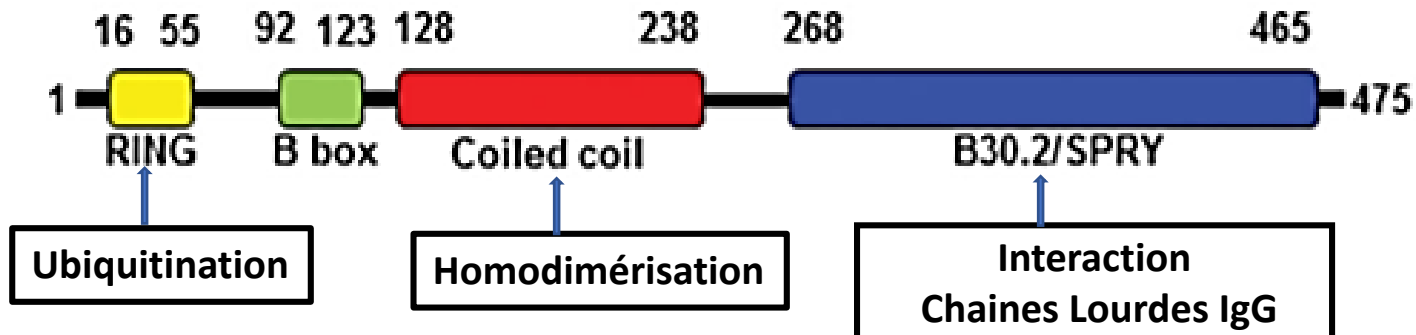 16 55 92 123 128 238 268 465
1 475
RING B box Coiled coil B30.2/SPRY
Ubiquitination
Homodimérisation
Interaction
Chaines Lourdes IgG